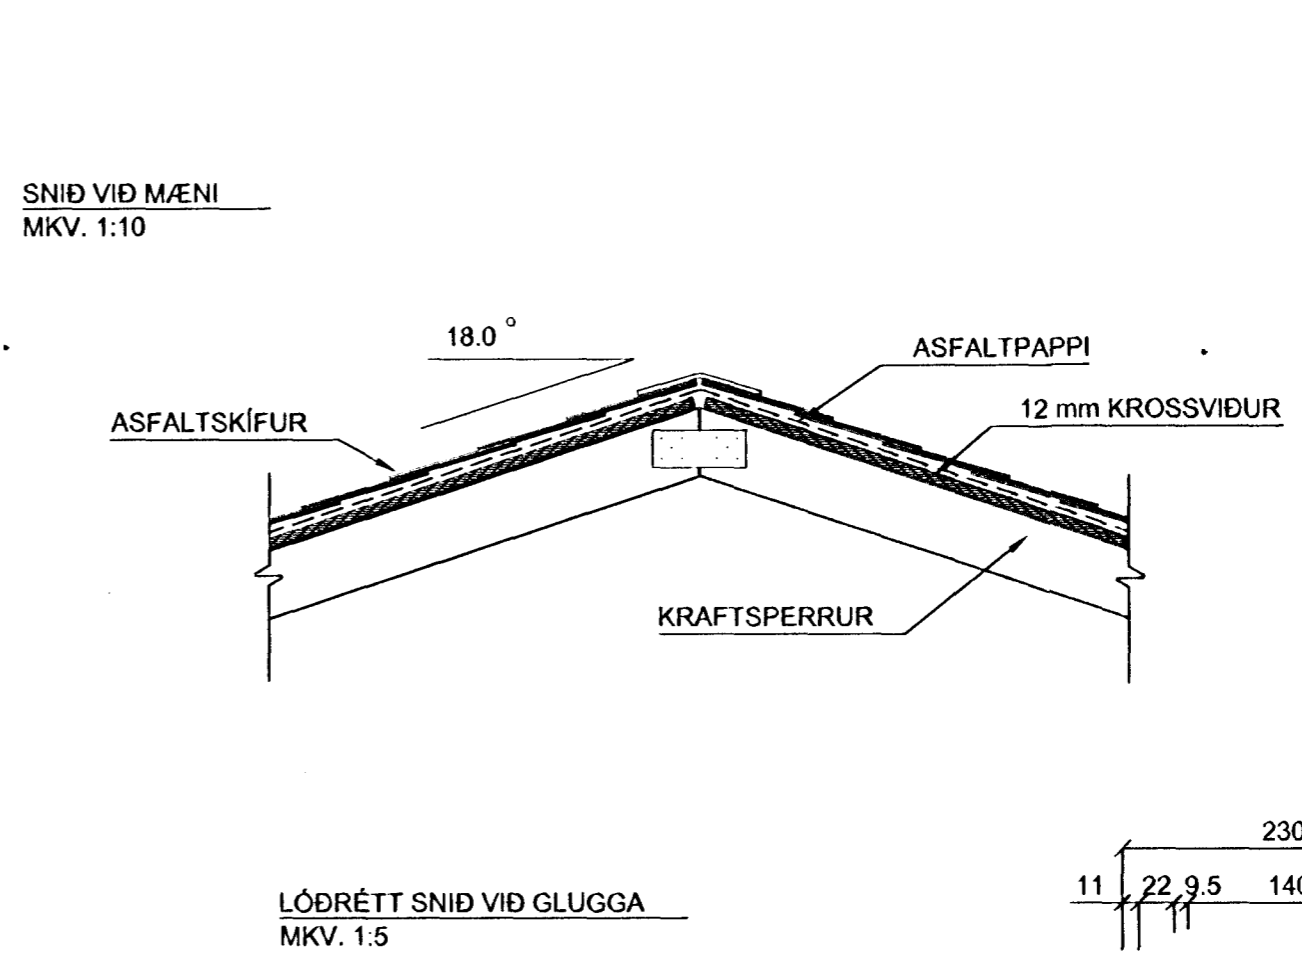 SNIÐ VIÐ MÆNI
MKV. 1:10
18.0 °
ASFALTPAPPI
ASFALTSKÍFUR
12 mm KROSSVIÐUR
KRAFTSPERRUR
230
11 22 9.5 140
LÓÐRÉTT SNIÐ VIÐ GLUGGA
MKV. 1:5